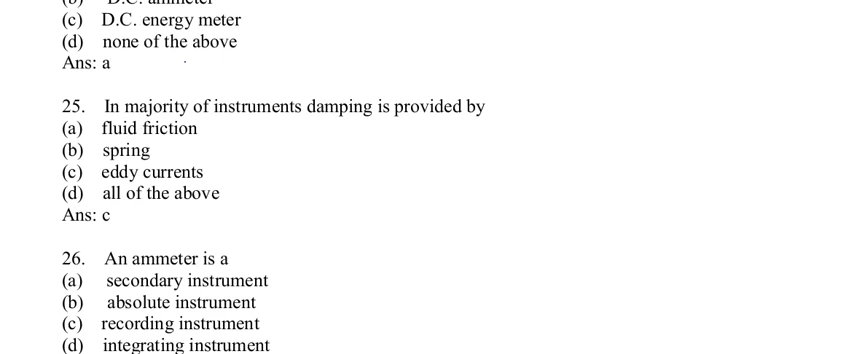 (c) D.C. energy meter
(d) none of the above
Ans: a
25. In majority of instruments damping is provided by
(a) fluid friction
(b) spring
(c) eddy currents
(d) all of the above
Ans: c
26. An ammeter is a
(a) secondary instrument
(b) absolute instrument
(c) recording instrument
(d) integrating instrument